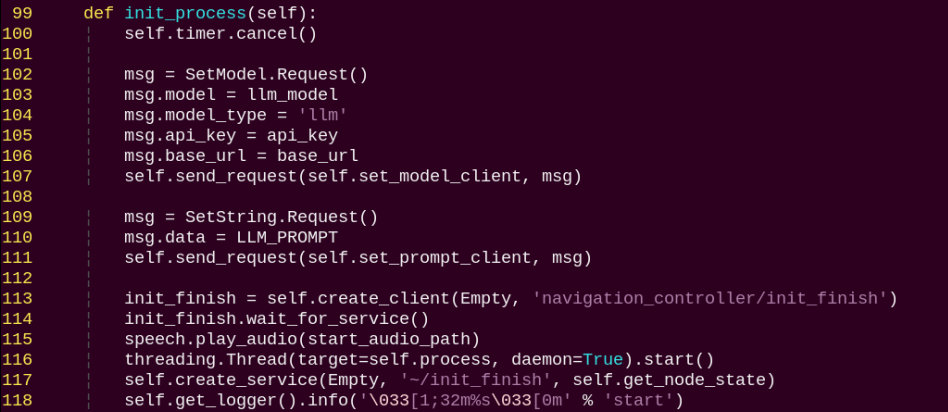 99     def init_process(self):
100         self.timer.cancel()
101
102         msg = SetModel.Request()
103         msg.model = llm_model
104         msg.model_type = 'llm'
105         msg.api_key = api_key
106         msg.base_url = base_url
107         self.send_request(self.set_model_client, msg)
108
109         msg = SetString.Request()
110         msg.data = LLM_PROMPT
111         self.send_request(self.set_prompt_client, msg)
112
113         init_finish = self.create_client(Empty, 'navigation_controller/init_finish')
114         init_finish.wait_for_service()
115         speech.play_audio(start_audio_path)
116         threading.Thread(target=self.process, daemon=True).start()
117         self.create_service(Empty, '~/init_finish', self.get_node_state)
118         self.get_logger().info('\033[1;32m%s\033[0m' % 'start')